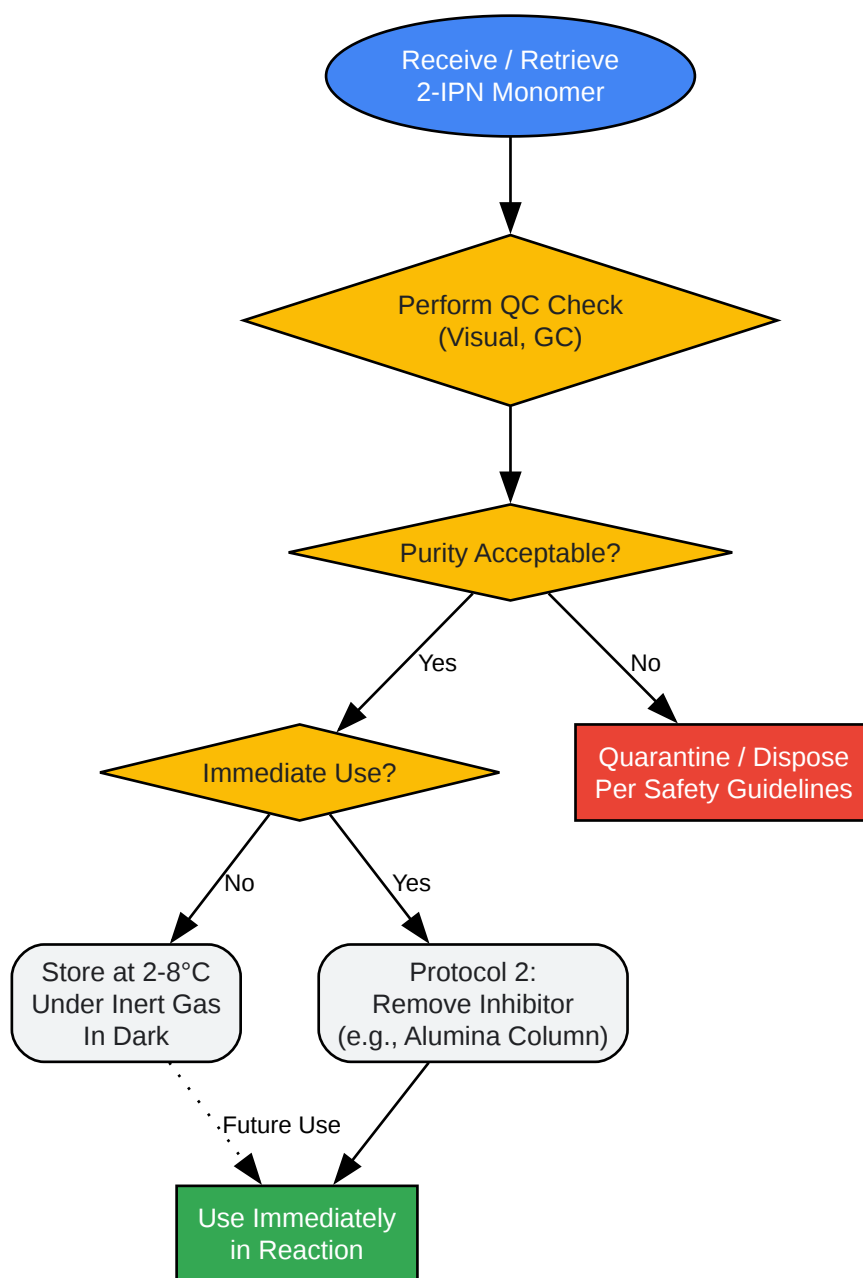 Receive / Retrieve
2-IPN Monomer
Perform QC Check
(Visual, GC)
Purity Acceptable?
Yes
No
Immediate Use?
Quarantine / Dispose
Per Safety Guidelines
No
Yes
Store at 2-8°C
Under Inert Gas
In Dark
Protocol 2:
Remove Inhibitor
(e.g., Alumina Column)
Future Use
Use Immediately
in Reaction